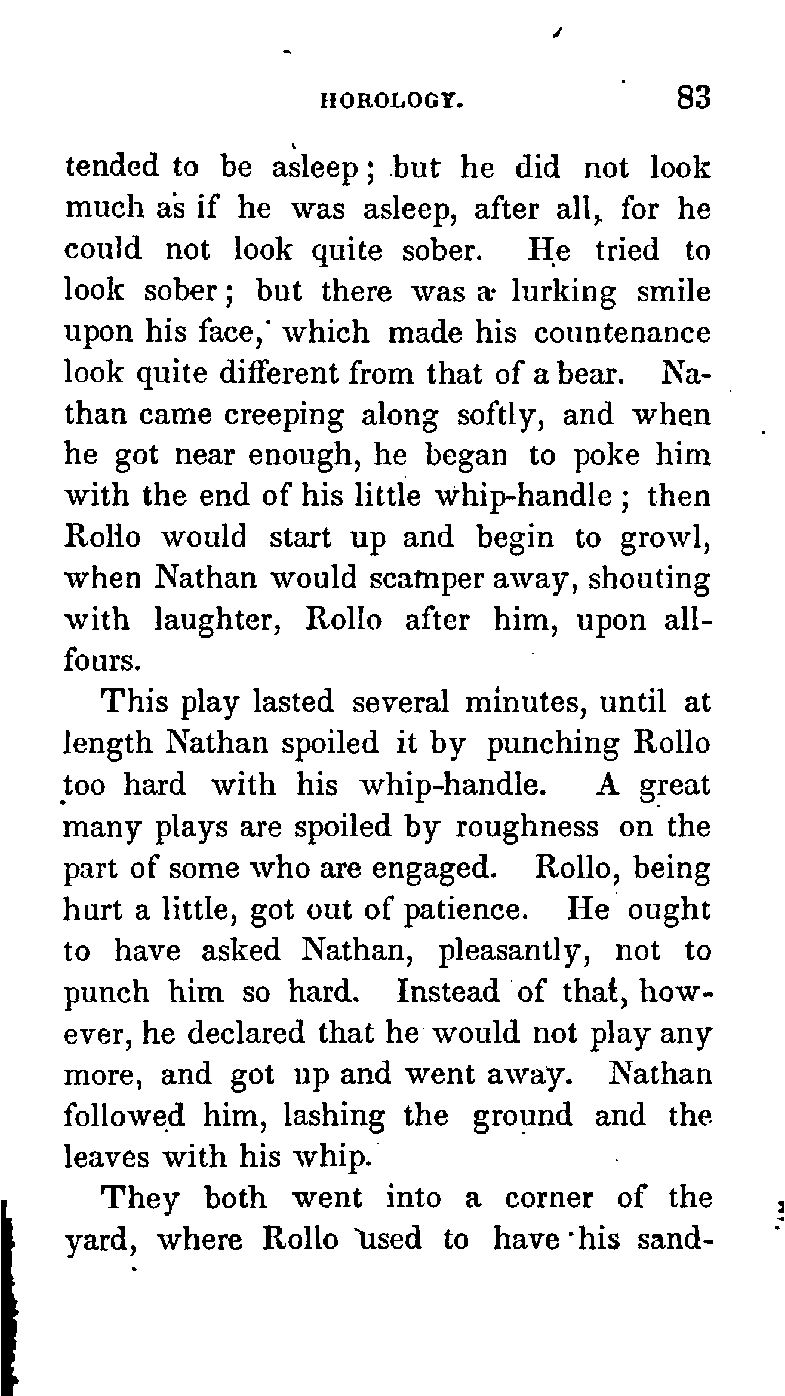 HOROLOGY. 83
tended to be asleep; but he did not look
much as if he was asleep, after all, for he
could not look quite sober. He tried to
look sober; but there was a lurking smile
upon his face, which made his countenance
look quite different from that of a bear. Na-
than came creeping along softly, and when
he got near enough, he began to poke him
with the end of his little whip-handle; then
Rollo would start up and begin to growl,
when Nathan would scamper away, shouting
with laughter, Rollo after him, upon all-
fours.
This play lasted several minutes, until at
length Nathan spoiled it by punching Rollo
too hard with his whip-handle. A great
many plays are spoiled by roughness on the
part of some who are engaged. Rollo, being
hurt a little, got out of patience. He ought
to have asked Nathan, pleasantly, not to
punch him so hard. Instead of that, how-
ever, he declared that he would not play any
more, and got up and went away. Nathan
followed him, lashing the ground and the
leaves with his whip.
They both went into a corner of the
yard, where Rollo used to have his sand-